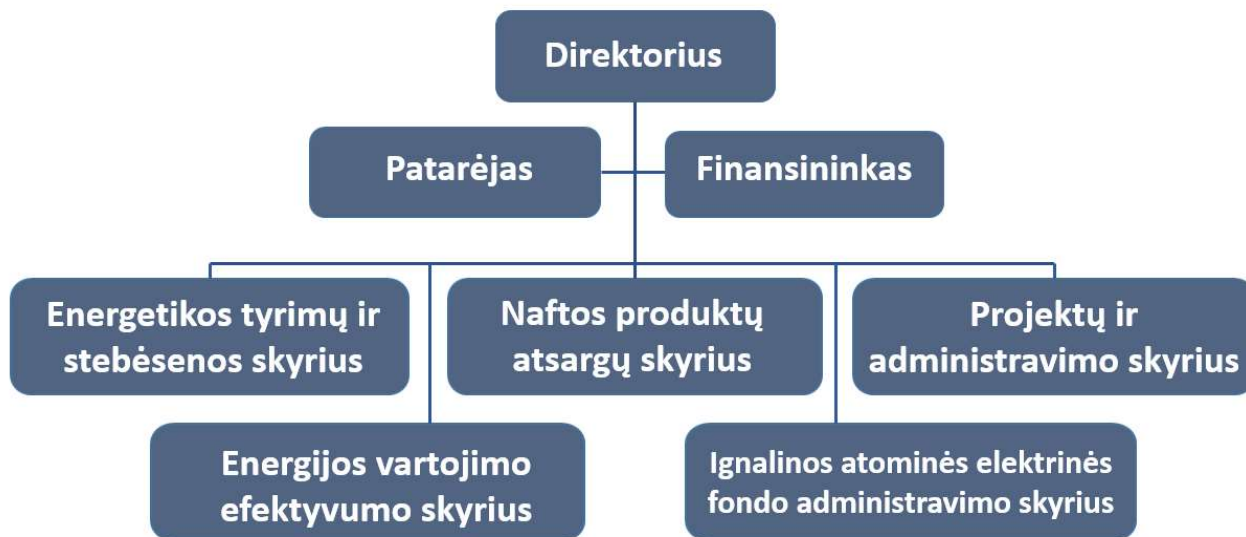 Direktorius
Patarėjas
Finansininkas
Energetikos tyrimų ir
stebėsenos skyrius
Naftos produktų
atsargų skyrius
Projektų ir
administravimo skyrius
Energijos vartojimo
efektyvumo skyrius
Ignalinos atominės elektrinės
fondo administravimo skyrius